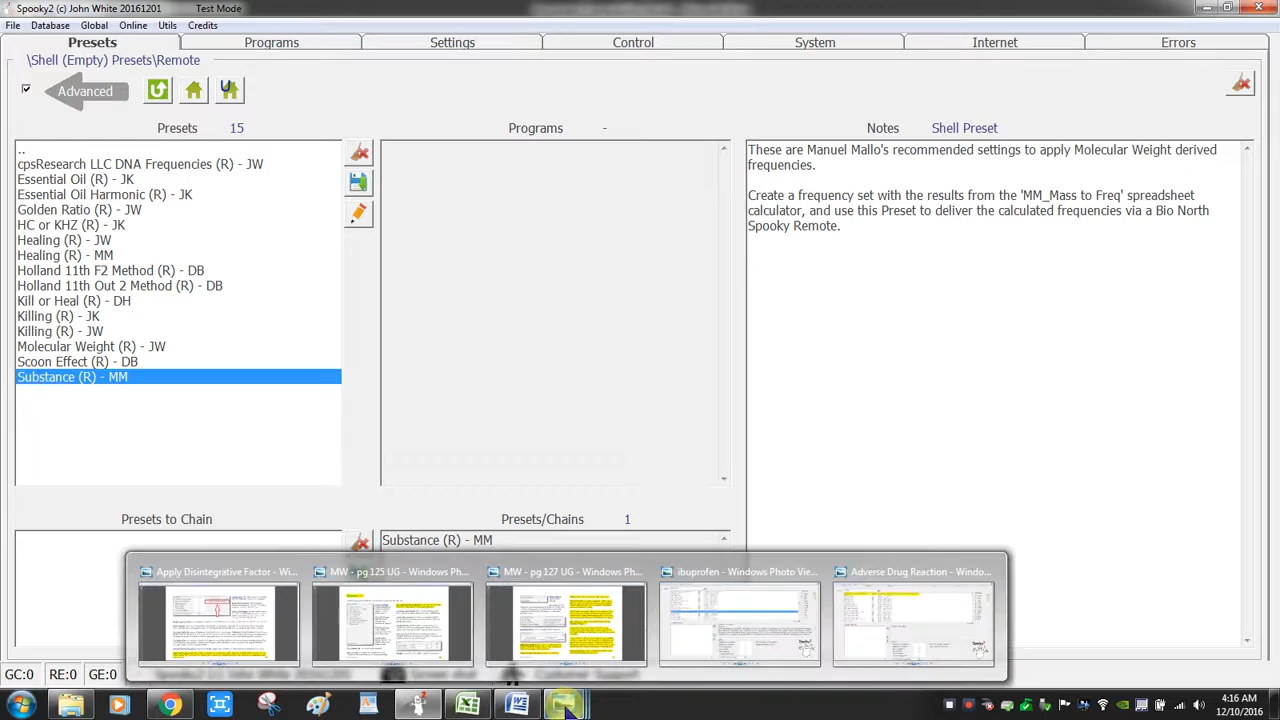 Spooky2 (c) John White 20161201 Test Mode
File Database Global Online Utils Credits
Presets Programs Settings Control System Internet Errors
\Shell (Empty) Presets\Remote
Advanced
Presets 15 Programs - Notes Shell Preset
..
cpsResearch LLC DNA Frequencies (R) - JW
Essential Oil (R) - JK
Essential Oil Harmonic (R) - JK
Golden Ratio (R) - JW
HC or KHZ (R) - JK
Healing (R) - JW
Healing (R) - MM
Holland 11th F2 Method (R) - DB
Holland 11th Out 2 Method (R) - DB
Kill or Heal (R) - DH
Killing (R) - JK
Killing (R) - JW
Molecular Weight (R) - JW
Scoon Effect (R) - DB
Substance (R) - MM
These are Manuel Mallo's recommended settings to apply Molecular Weight derived
frequencies.
Create a frequency set with the results from the 'MM_Mass to Freq' spreadsheet
calculator, and use this Preset to deliver the calculated frequencies via a Bio North
Spooky Remote.
Presets to Chain Presets/Chains 1
Substance (R) - MM
Apply Disintegrative Factor - Wi... MW - pg 125 UG - Windows Ph... MW - pg 127 UG - Windows Pho... ibuprofen - Windows Photo Vie... Adverse Drug Reaction - Windo...
GC:0 RE:0 GE:0
4:16 AM
12/10/2016